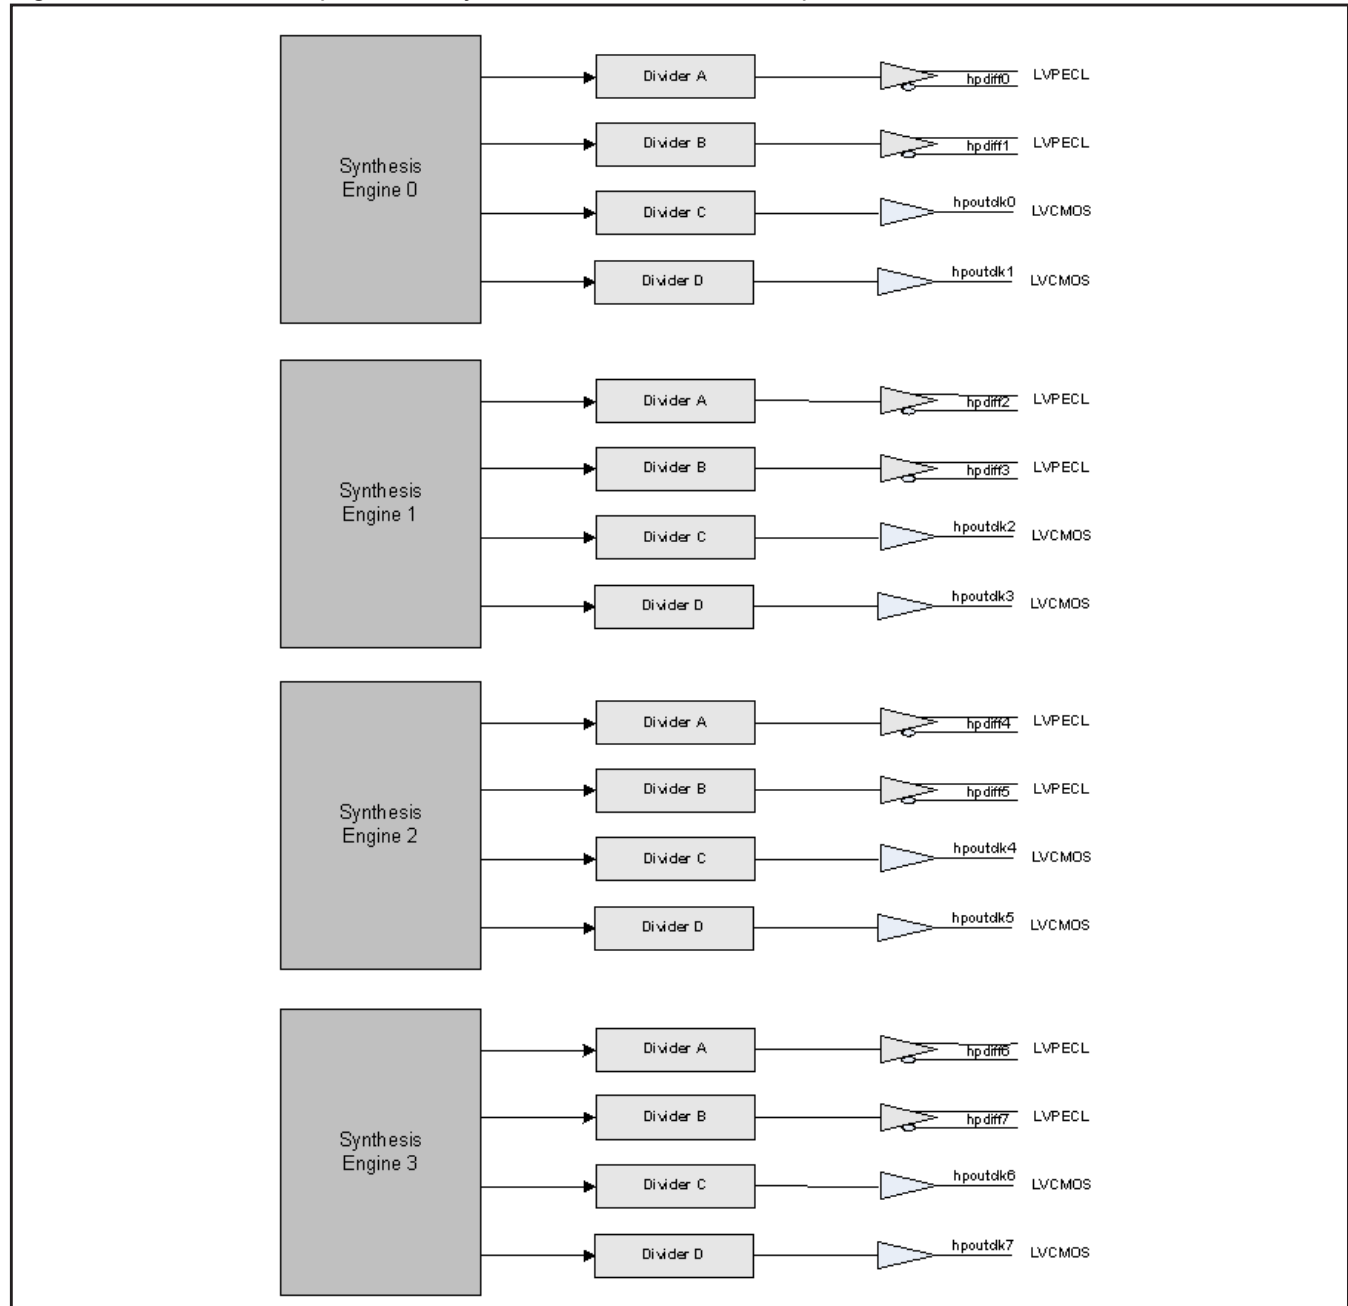 Synthesis
Engine 0
Divider A
hpdiff0
LVPECL
Divider B
hpdiff1
LVPECL
Divider C
hpoutclk0
LVCMOS
Divider D
hpoutclk1
LVCMOS
Synthesis
Engine 1
Divider A
hpdiff2
LVPECL
Divider B
hpdiff3
LVPECL
Divider C
hpoutclk2
LVCMOS
Divider D
hpoutclk3
LVCMOS
Synthesis
Engine 2
Divider A
hpdiff4
LVPECL
Divider B
hpdiff5
LVPECL
Divider C
hpoutclk4
LVCMOS
Divider D
hpoutclk5
LVCMOS
Synthesis
Engine 3
Divider A
hpdiff6
LVPECL
Divider B
hpdiff7
LVPECL
Divider C
hpoutclk6
LVCMOS
Divider D
hpoutclk7
LVCMOS